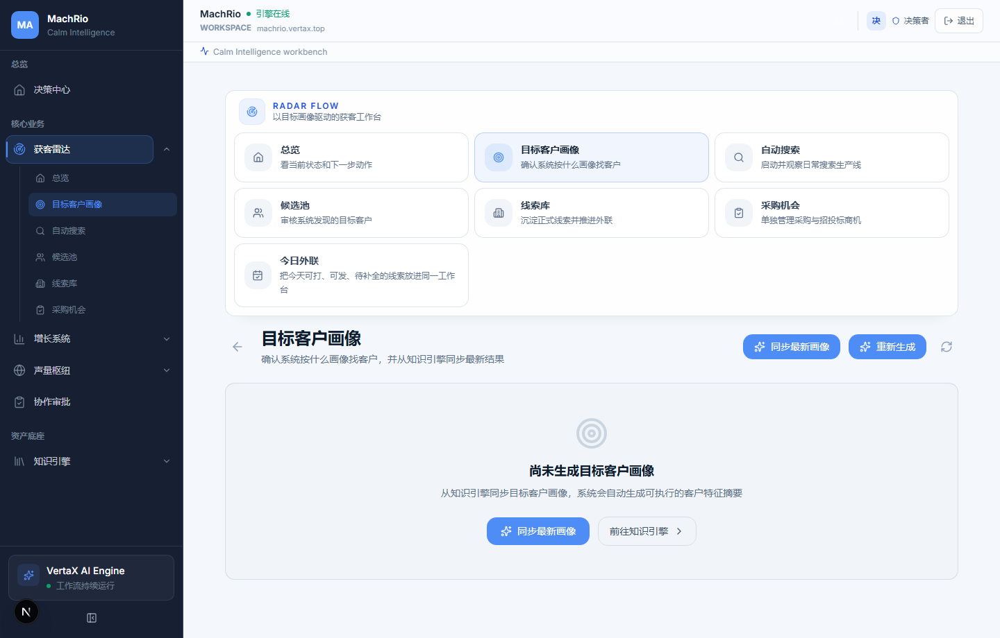 MA
MachRio
Calm Intelligence
总览
决策中心
核心业务
获客雷达
总览
目标客户画像
自动搜索
候选池
线索库
采购机会
增长系统
声量枢纽
协作审批
资产底座
知识引擎
VertaX AI Engine
工作流持续运行
N
MachRio 引擎在线
WORKSPACE machrio.vertax.top
决 决策者 退出
Calm Intelligence workbench
RADAR FLOW
以目标画像驱动的获客工作台
总览
看当前状态和下一步动作
目标客户画像
确认系统按什么画像找客户
自动搜索
启动并观察日常搜索生产线
候选池
审核系统发现的目标客户
线索库
沉淀正式线索并推进外联
采购机会
单独管理采购与招投标商机
今日外联
把今天可打、可发、待补全的线索放进同一工作
台
目标客户画像
确认系统按什么画像找客户，并从知识引擎同步最新结果
同步最新画像 重新生成
尚未生成目标客户画像
从知识引擎同步目标客户画像，系统会自动生成可执行的客户特征摘要
同步最新画像 前往知识引擎